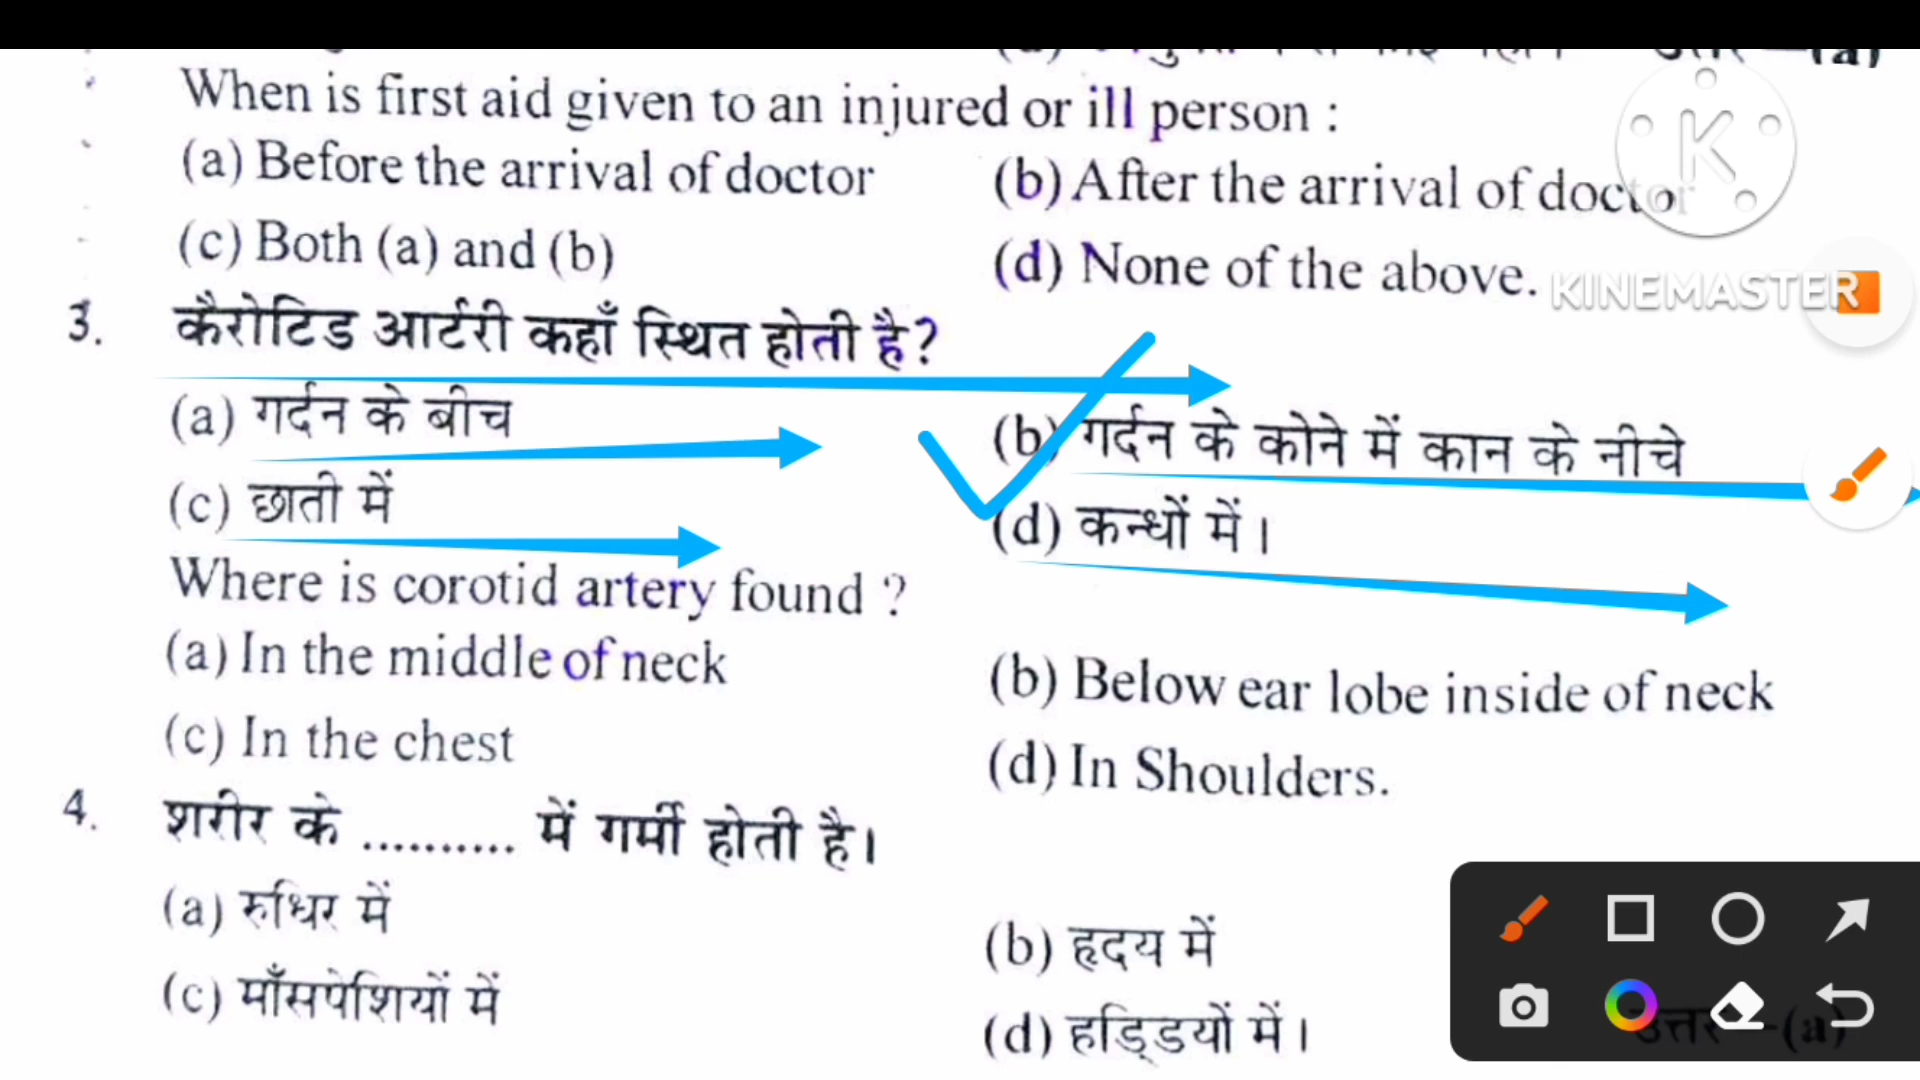 When is first aid given to an injured or ill person :
(a) Before the arrival of doctor (b) After the arrival of doctor
(c) Both (a) and (b) (d) None of the above.
KINEMASTER
3. कैरोटिड आर्टरी कहाँ स्थित होती है?
(a) गर्दन के बीच (b) गर्दन के कोने में कान के नीचे
(c) छाती में (d) कन्धों में।
Where is corotid artery found ?
(a) In the middle of neck (b) Below ear lobe inside of neck
(c) In the chest (d) In Shoulders.
4. शरीर के .......... में गर्मी होती है।
(a) रुधिर में (b) हृदय में
(c) माँसपेशियों में (d) हड्डियों में।
उत्तर—(a)